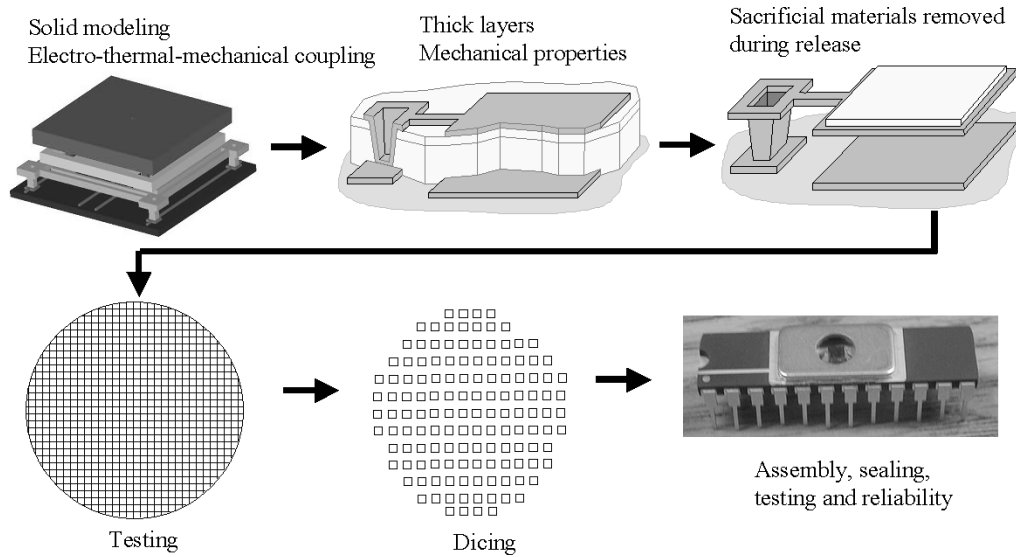 Solid modeling
Electro-thermal-mechanical coupling
Thick layers
Mechanical properties
Sacrificial materials removed
during release
Testing
Dicing
Assembly, sealing,
testing and reliability